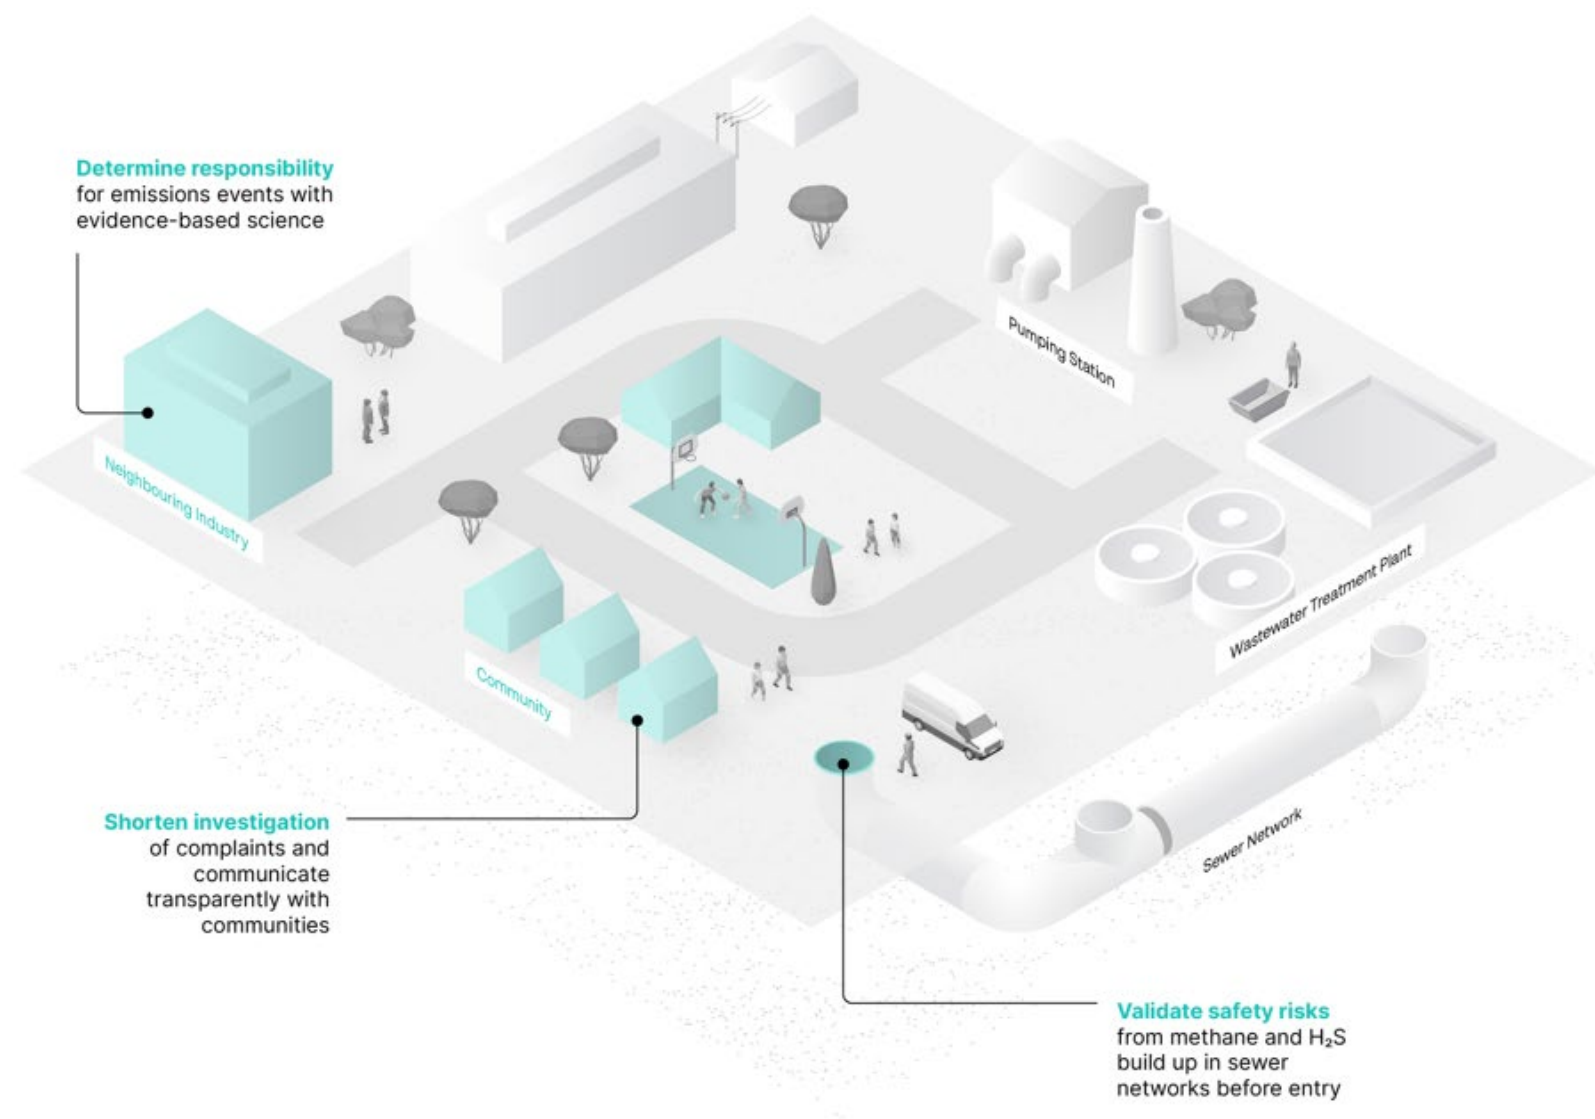 Determine responsibility
for emissions events with
evidence-based science
Pumping Station
Neighbouring Industry
Wastewater Treatment Plant
Community
Sewer Network
Shorten investigation
of complaints and
communicate
transparently with
communities
Validate safety risks
from methane and H₂S
build up in sewer
networks before entry